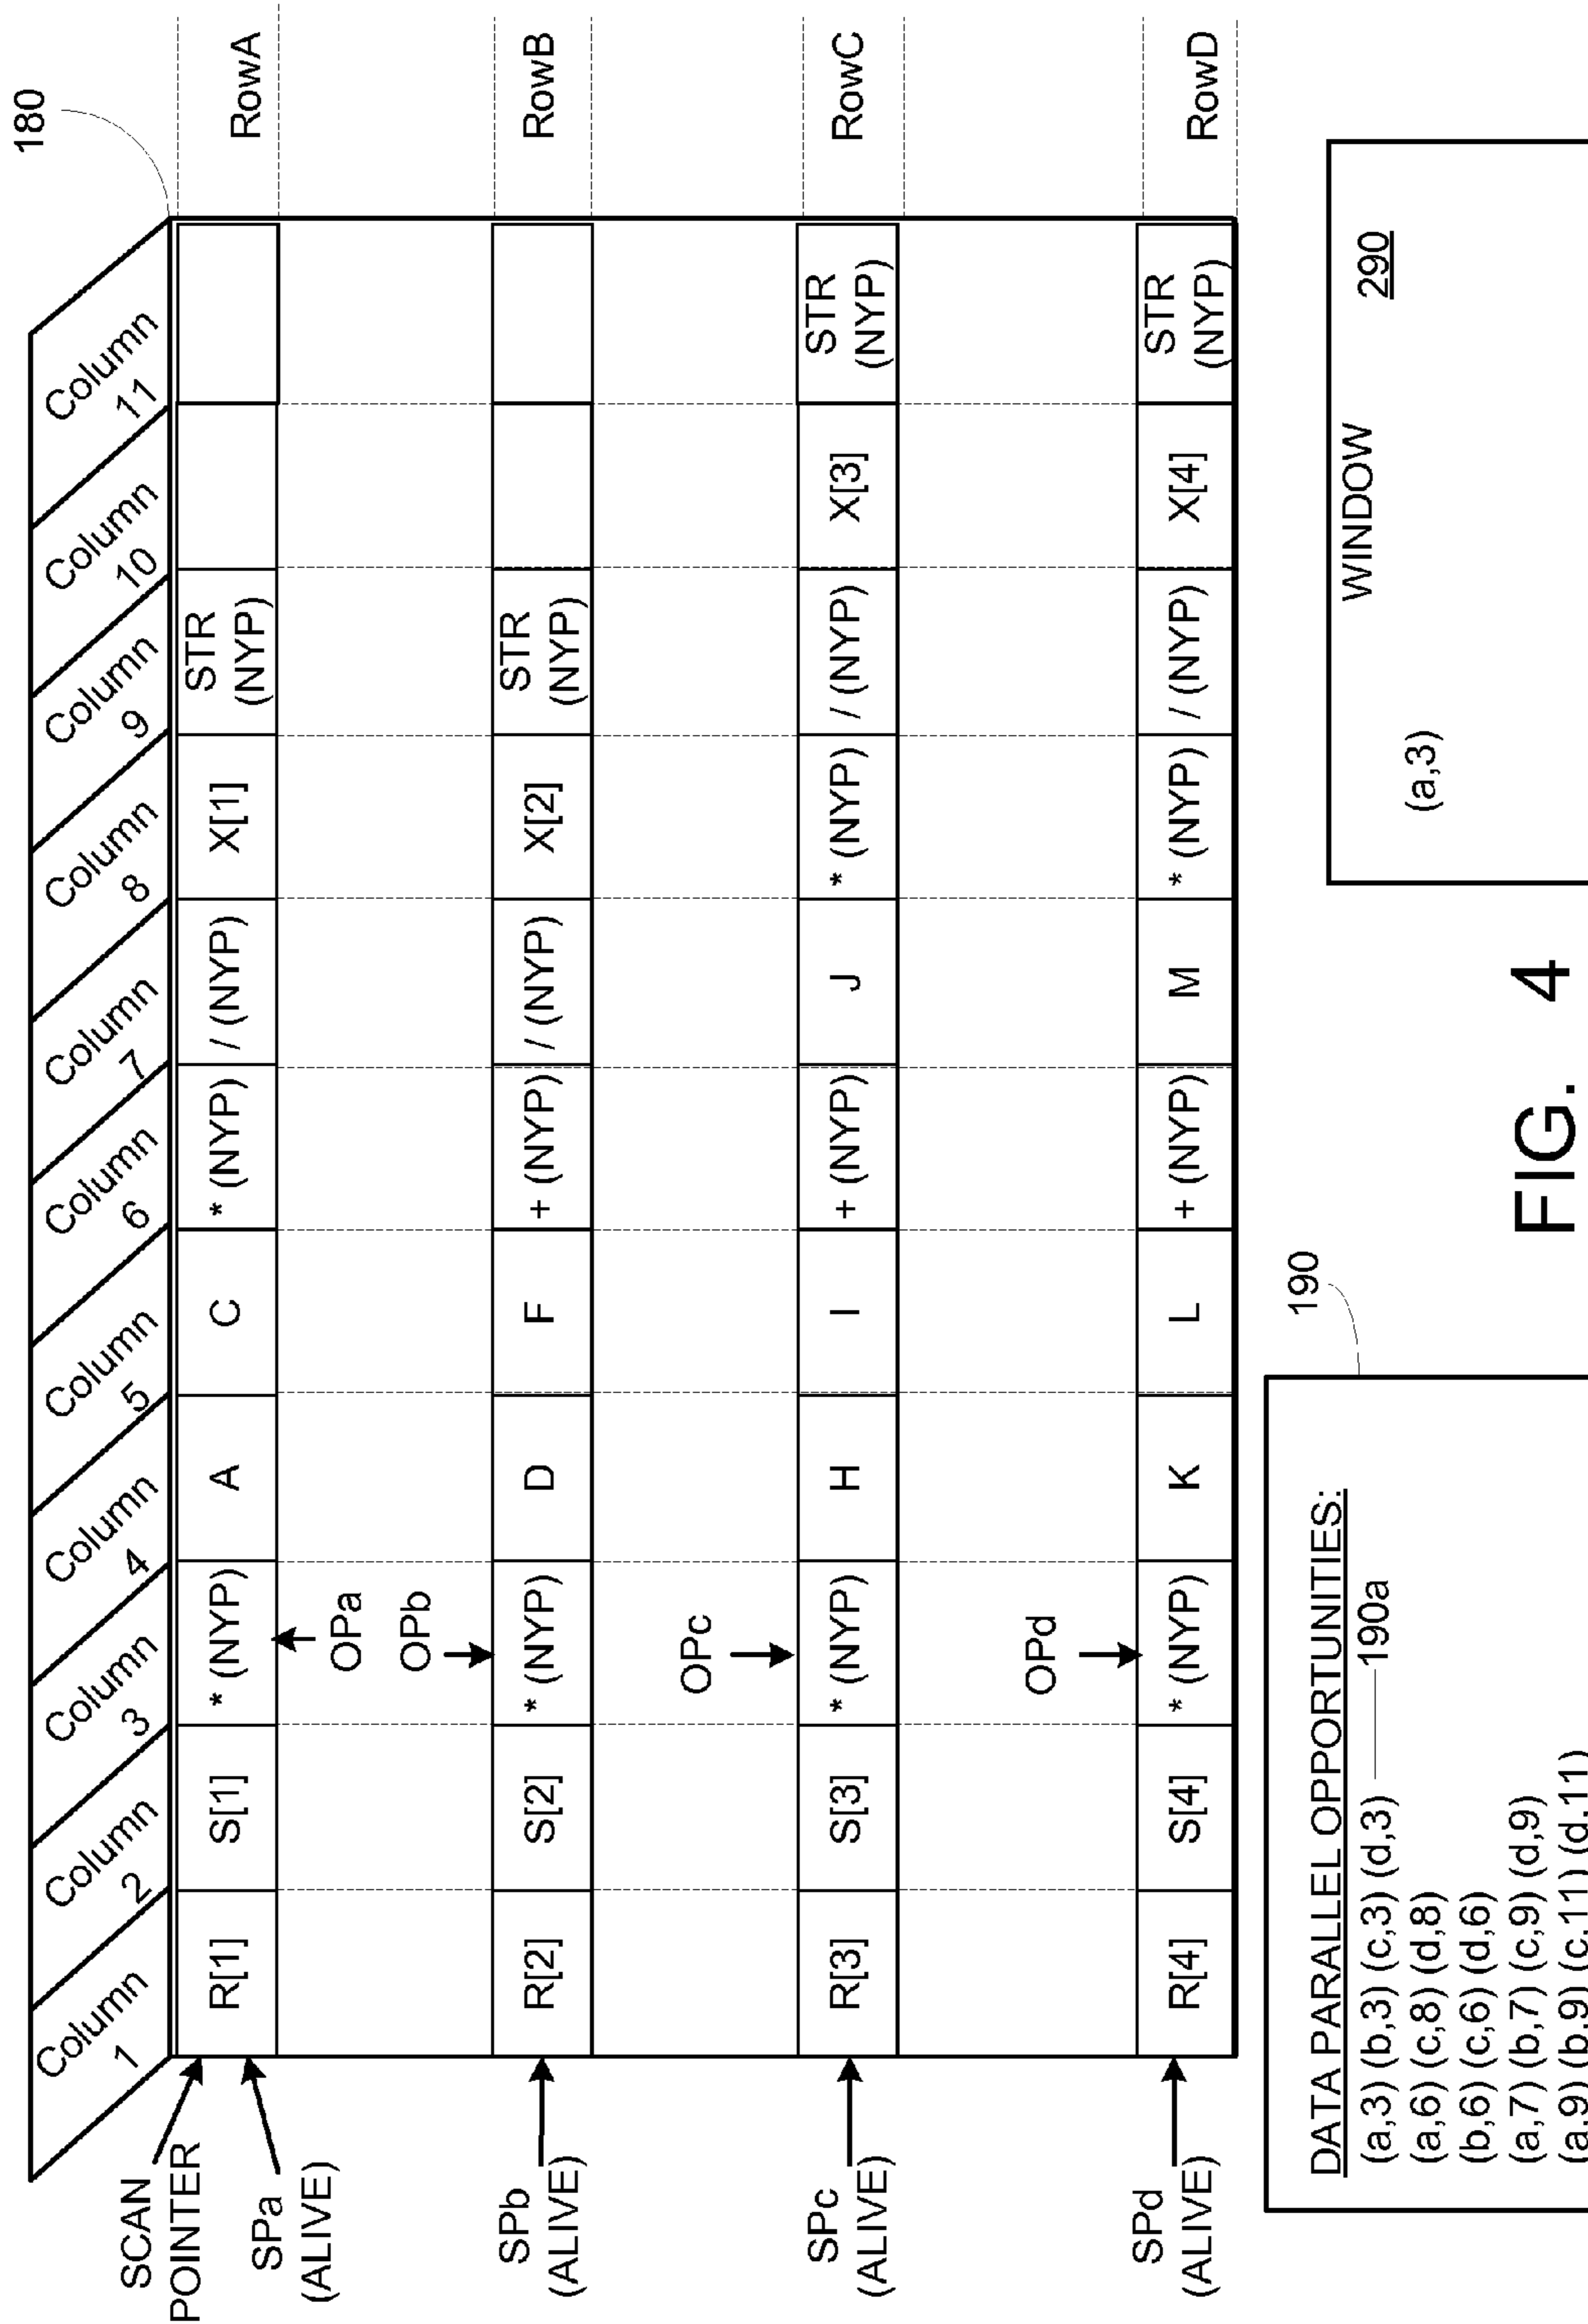 180
Column 1
Column 2
Column 3
Column 4
Column 5
Column 6
Column 7
Column 8
Column 9
Column 10
Column 11
SCAN POINTER
SPa (ALIVE)
R[1] S[1] * (NYP) A C * (NYP) / (NYP) X[1] STR (NYP) RowA
OPa
OPb
SPb (ALIVE)
R[2] S[2] * (NYP) D F + (NYP) / (NYP) X[2] STR (NYP) RowB
OPc
SPc (ALIVE)
R[3] S[3] * (NYP) H I + (NYP) J * (NYP) / (NYP) X[3] STR (NYP) RowC
OPd
SPd (ALIVE)
R[4] S[4] * (NYP) K L + (NYP) M * (NYP) / (NYP) X[4] STR (NYP) RowD
190
DATA PARALLEL OPPORTUNITIES:
(a,3) (b,3) (c,3) (d,3) 190a
(a,6) (c,8) (d,8)
(b,6) (c,6) (d,6)
(a,7) (b,7) (c,9) (d,9)
(a,9) (b,9) (c,11) (d,11)
WINDOW 290
(a,3)
FIG. 4